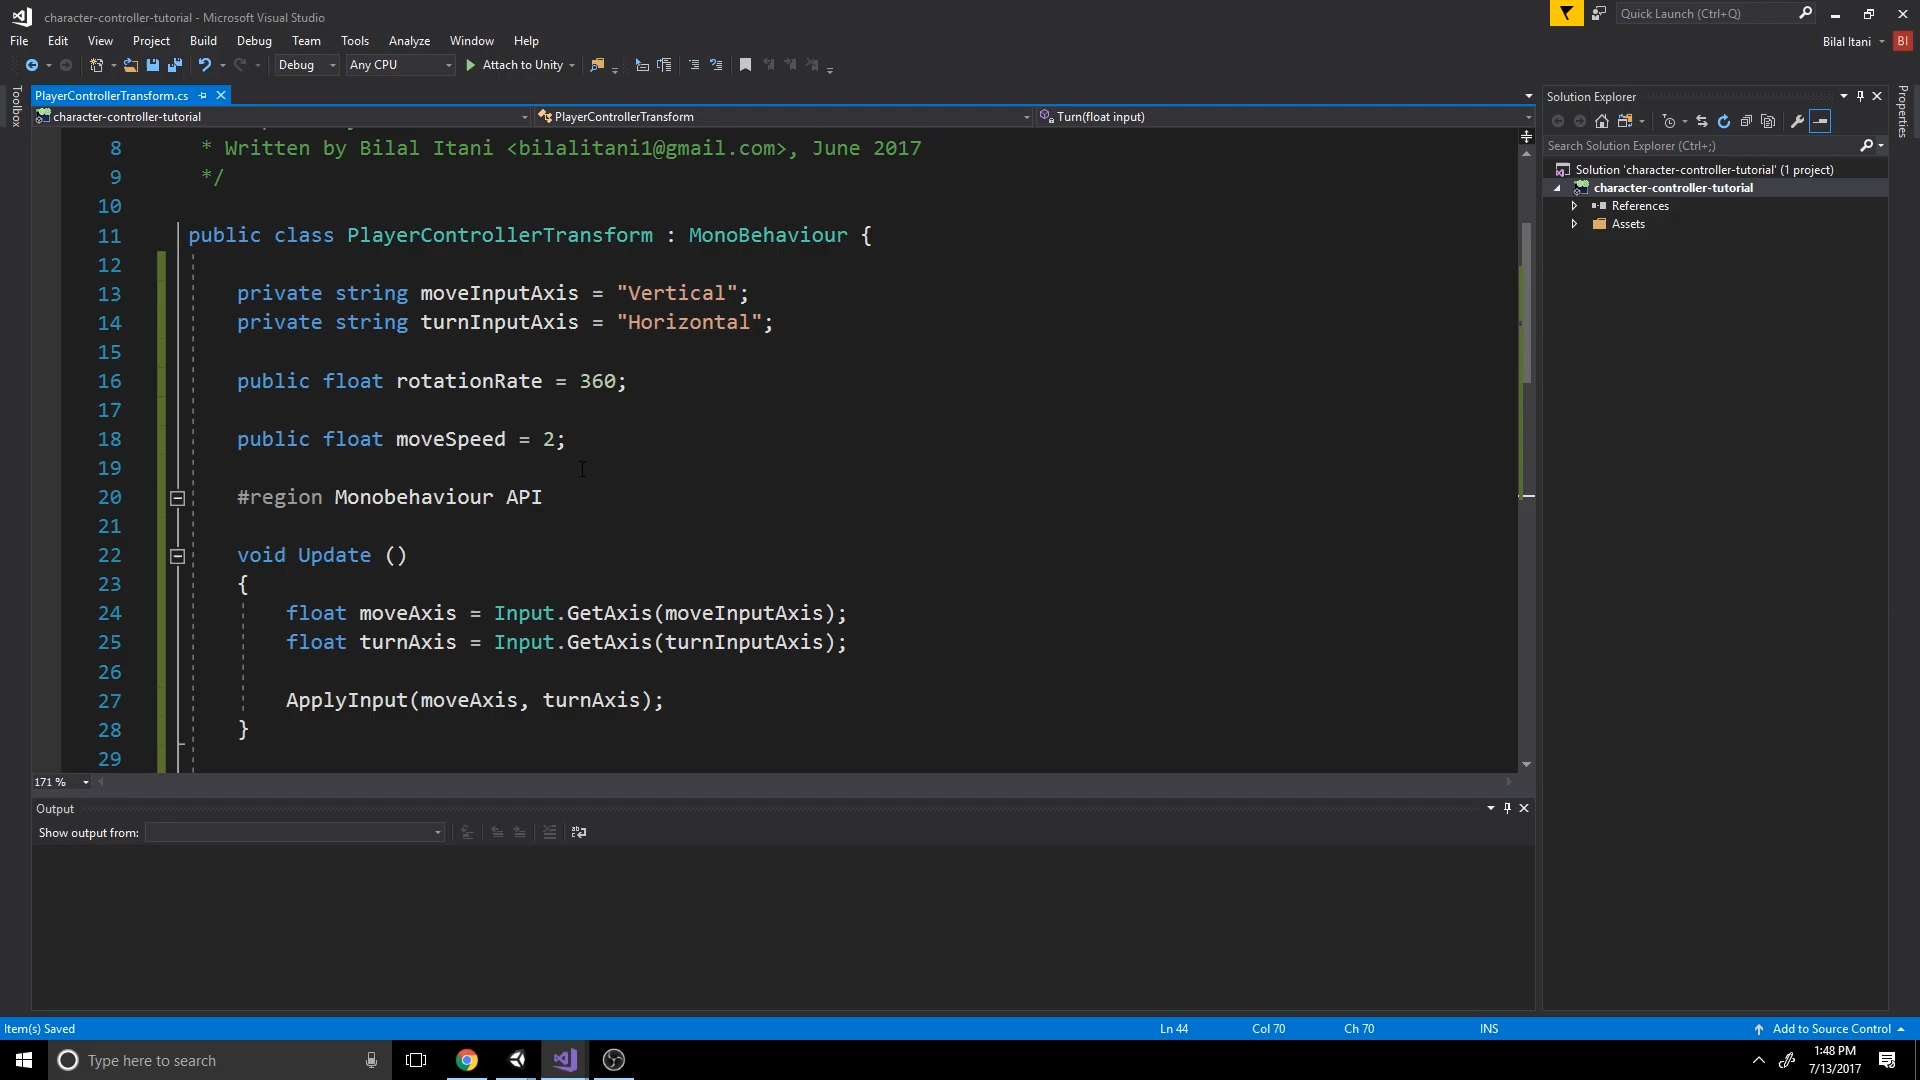 character-controller-tutorial - Microsoft Visual Studio
Quick Launch (Ctrl+Q)
File Edit View Project Build Debug Team Tools Analyze Window Help
Bilal Itani BI
Debug Any CPU Attach to Unity
Toolbox
PlayerControllerTransform.cs
character-controller-tutorial PlayerControllerTransform Turn(float input)
8 * Written by Bilal Itani <bilalitani1@gmail.com>, June 2017
9 */
10
11 public class PlayerControllerTransform : MonoBehaviour {
12
13 private string moveInputAxis = "Vertical";
14 private string turnInputAxis = "Horizontal";
15
16 public float rotationRate = 360;
17
18 public float moveSpeed = 2;
19
20 #region Monobehaviour API
21
22 void Update ()
23 {
24 float moveAxis = Input.GetAxis(moveInputAxis);
25 float turnAxis = Input.GetAxis(turnInputAxis);
26
27 ApplyInput(moveAxis, turnAxis);
28 }
29
171 %
Output
Show output from:
Solution Explorer
Search Solution Explorer (Ctrl+;)
Solution 'character-controller-tutorial' (1 project)
character-controller-tutorial
References
Assets
Properties
Item(s) Saved Ln 44 Col 70 Ch 70 INS Add to Source Control
Type here to search
1:48 PM
7/13/2017